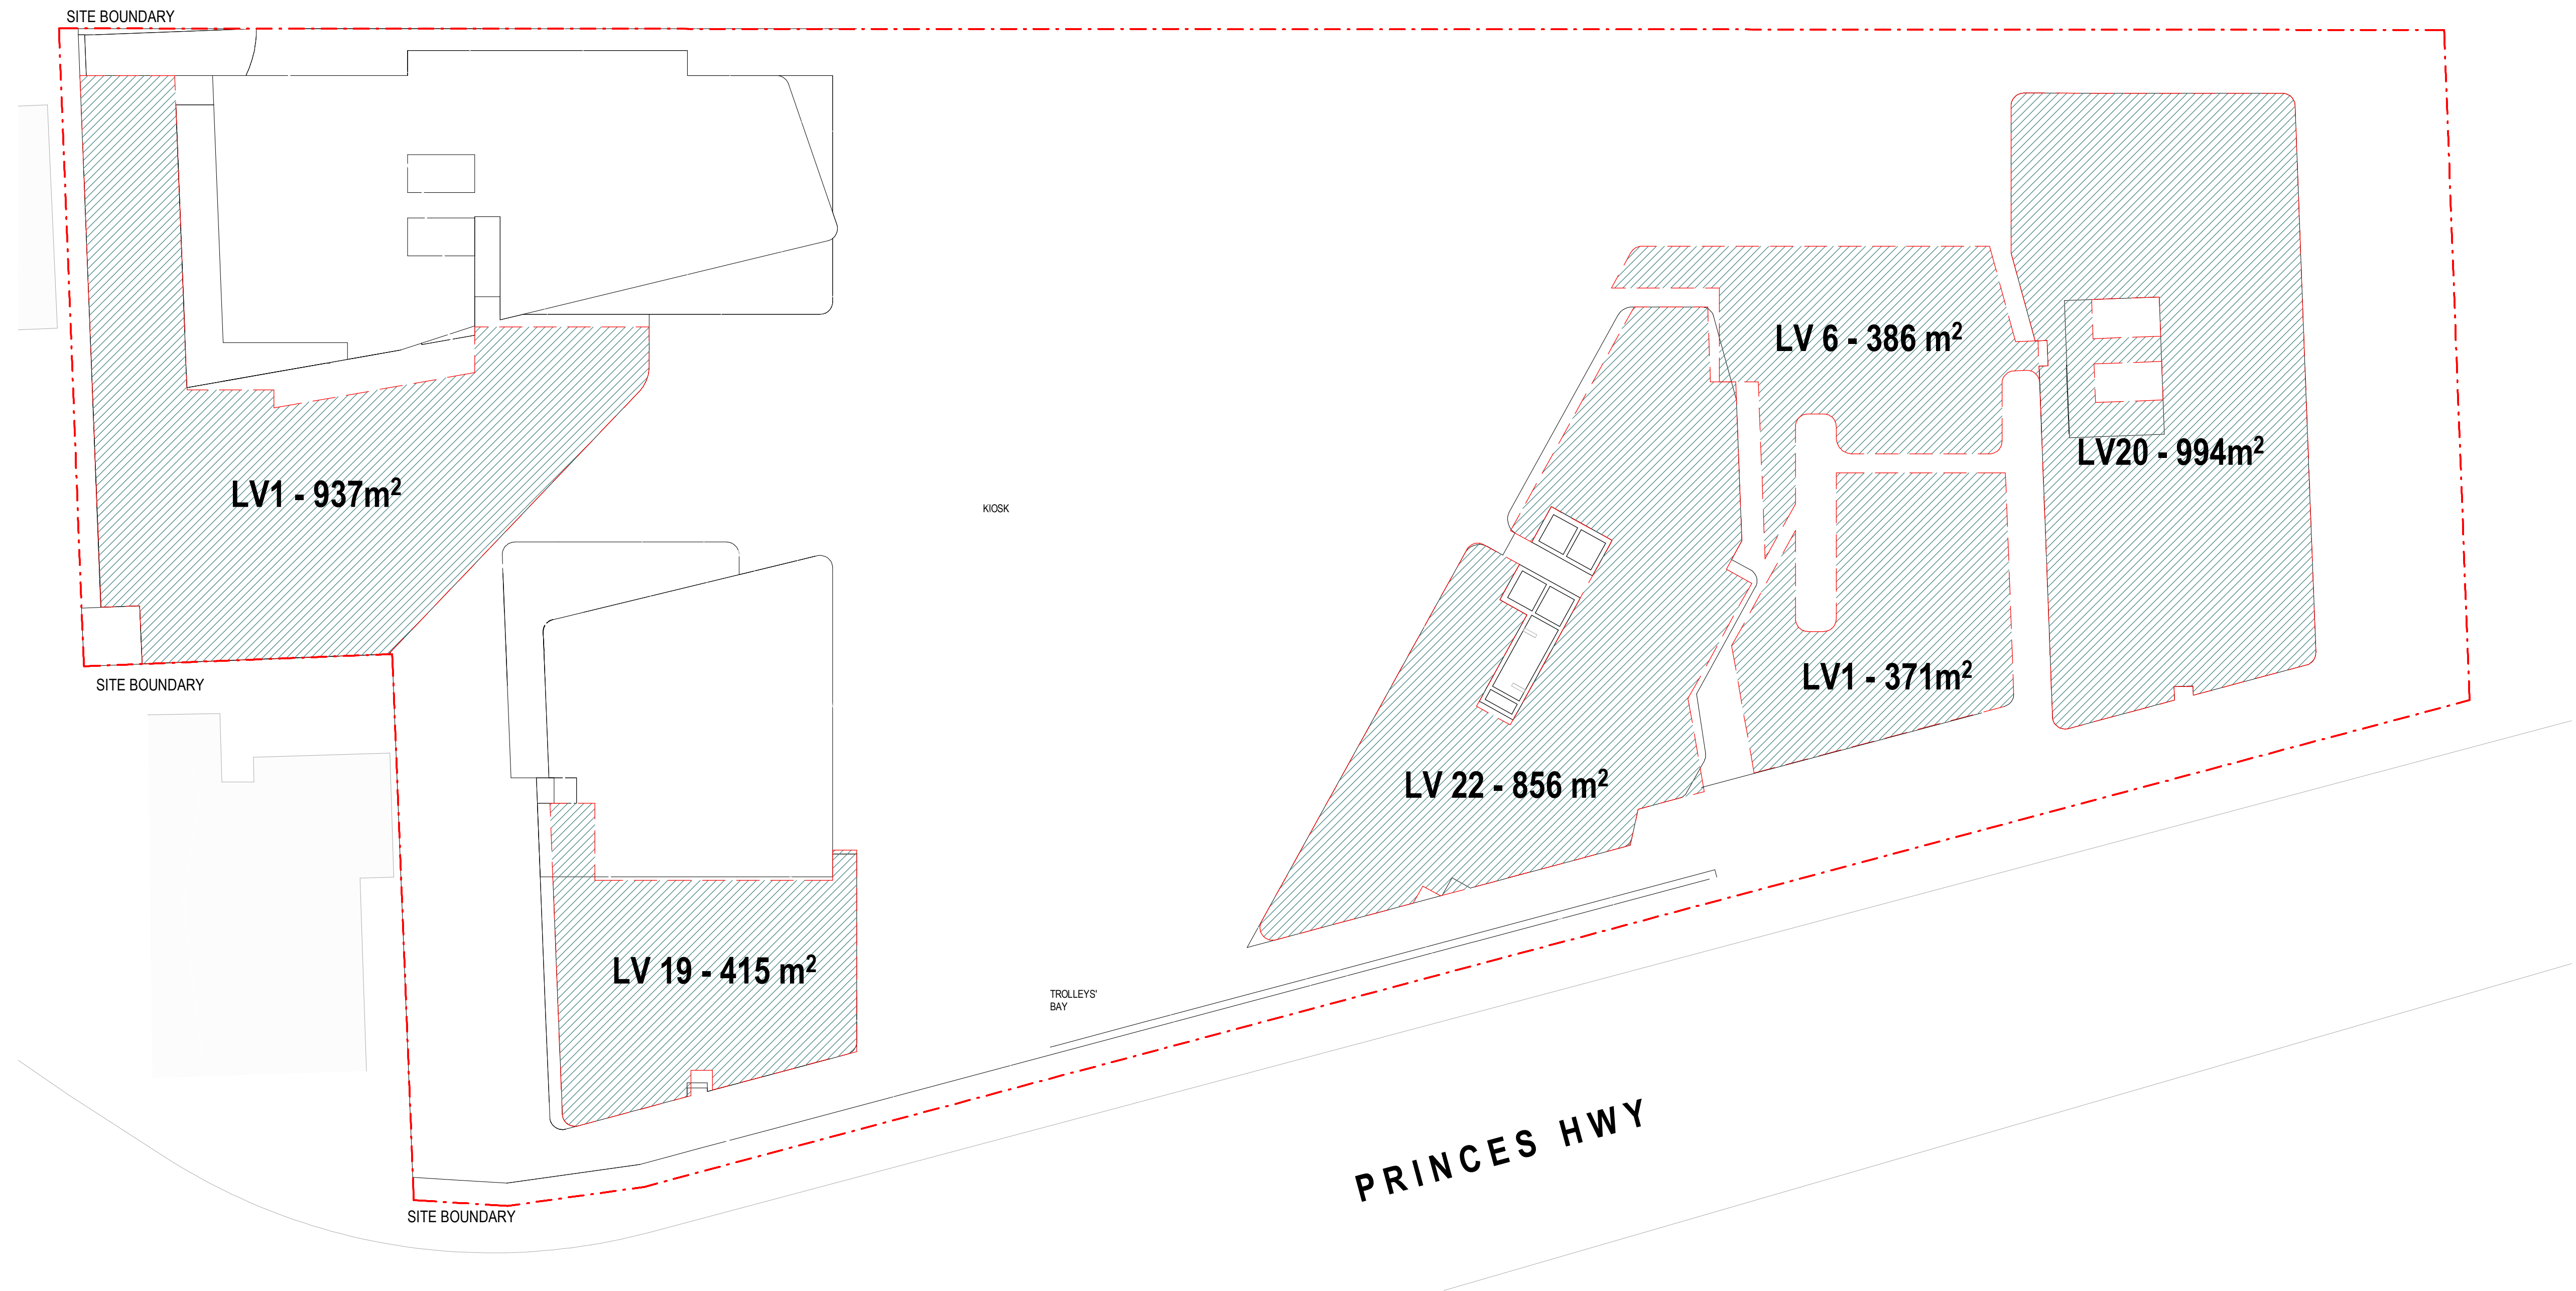 SITE BOUNDARY
LV 6 - 386 m²
LV20 - 994m²
LV1 - 937m²
KIOSK
SITE BOUNDARY
LV1 - 371m²
LV 22 - 856 m²
LV 19 - 415 m²
TROLLEYS'
BAY
PRINCES HWY
SITE BOUNDARY